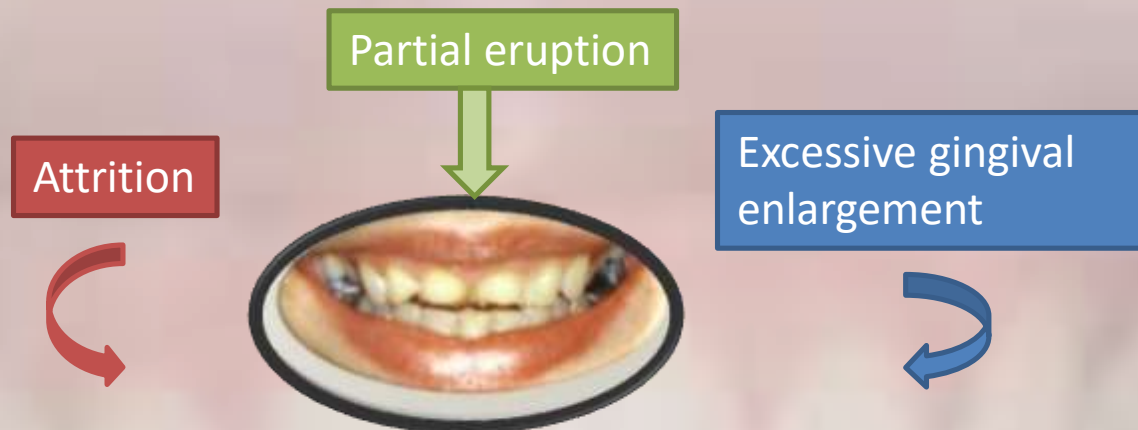 Partial eruption
Attrition
Excessive gingival
enlargement